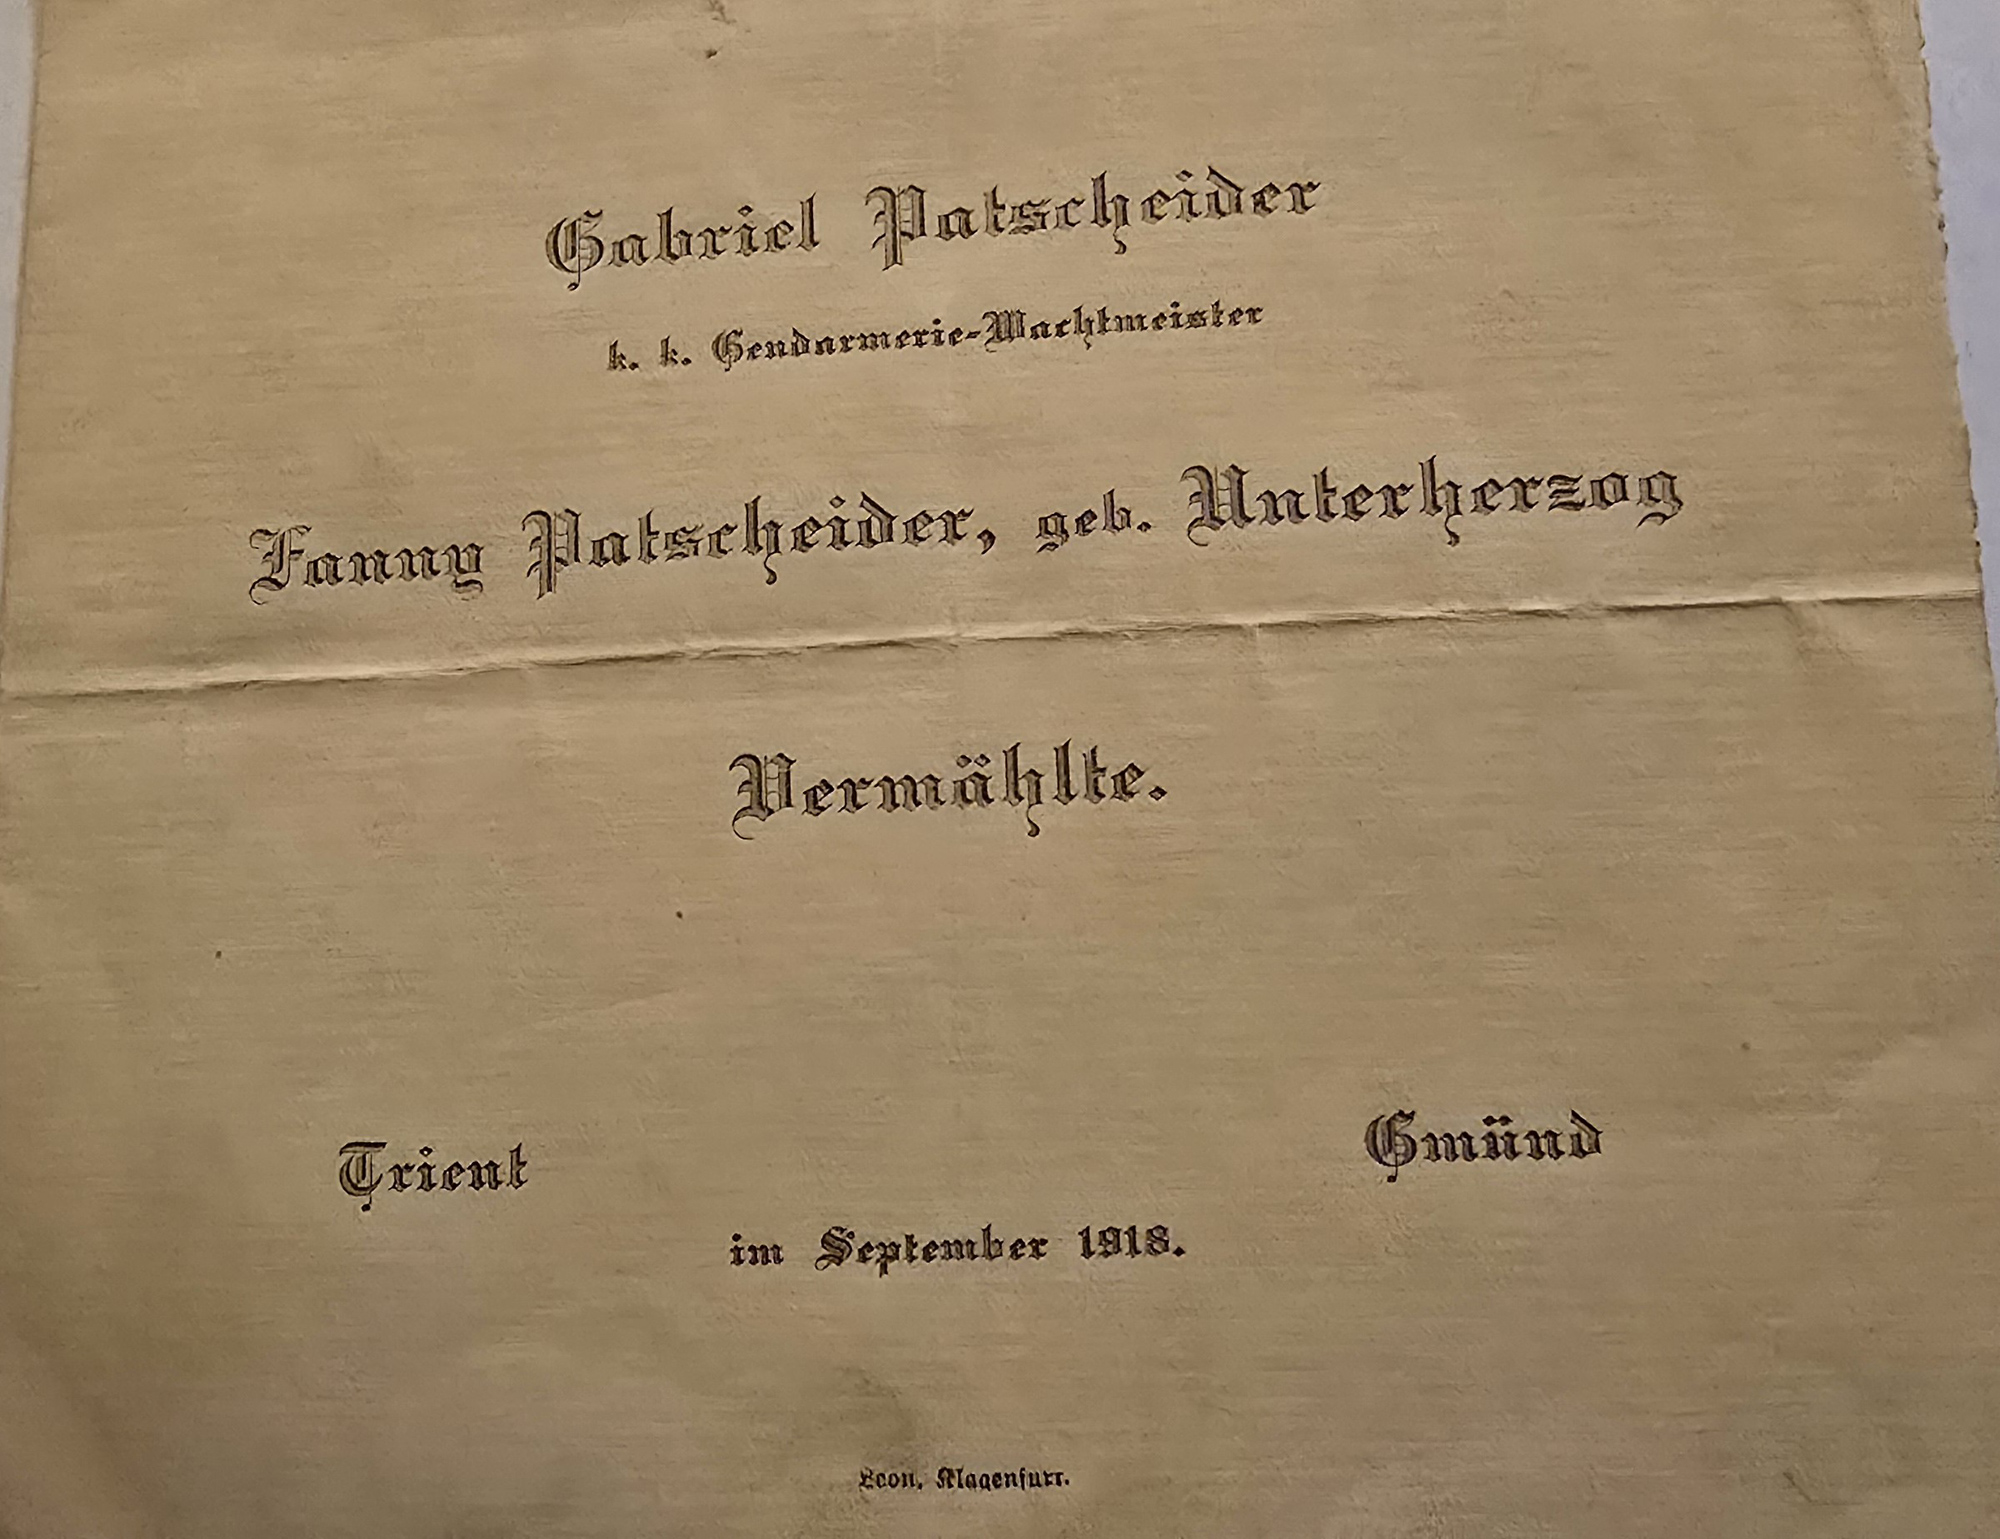 Gabriel Patscheider
k. k. Gendarmerie-Wachtmeister
Fanny Patscheider, geb. Unterherzog
Vermählte.
Trient
Gmünd
im September 1918.
Leon, Klagenfurt.